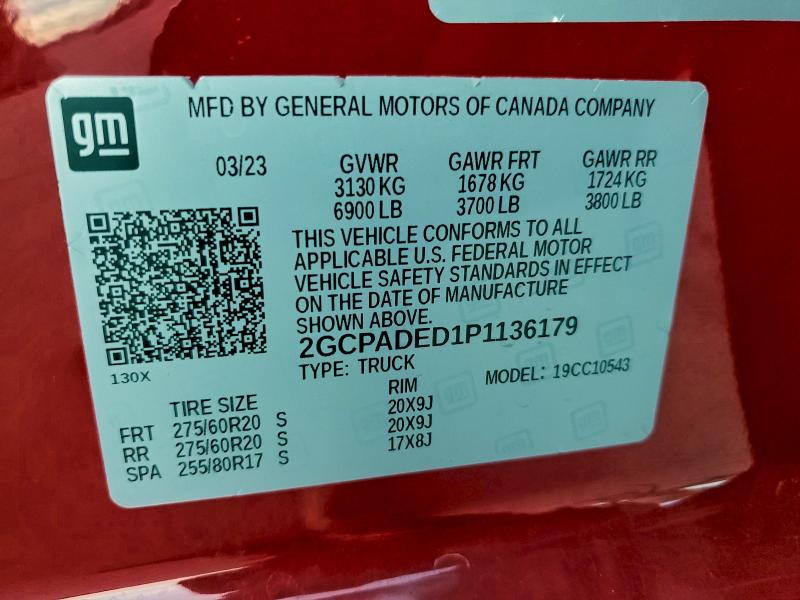 gm
MFD BY GENERAL MOTORS OF CANADA COMPANY
03/23 GVWR GAWR FRT GAWR RR
3130 KG 1678 KG 1724 KG
6900 LB 3700 LB 3800 LB
THIS VEHICLE CONFORMS TO ALL
APPLICABLE U.S. FEDERAL MOTOR
VEHICLE SAFETY STANDARDS IN EFFECT
ON THE DATE OF MANUFACTURE
SHOWN ABOVE.
2GCPADED1P1136179
TYPE: TRUCK MODEL: 19CC10543
130X
TIRE SIZE RIM
FRT 275/60R20 S 20X9J
RR 275/60R20 S 20X9J
SPA 255/80R17 S 17X8J